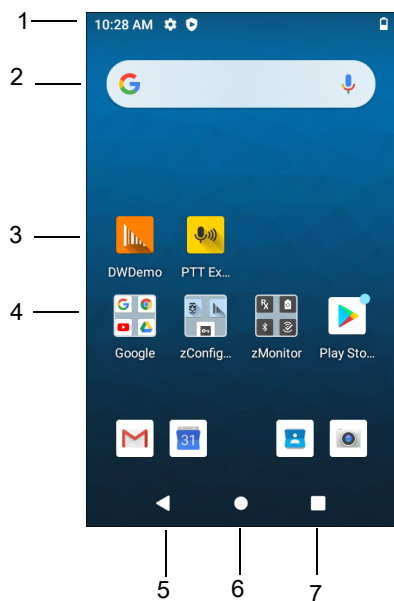 1
10:28 AM
2
3
DWDemo
PTT Ex...
4
Google
zConfig...
zMonitor
Play Sto...
31
5
6
7